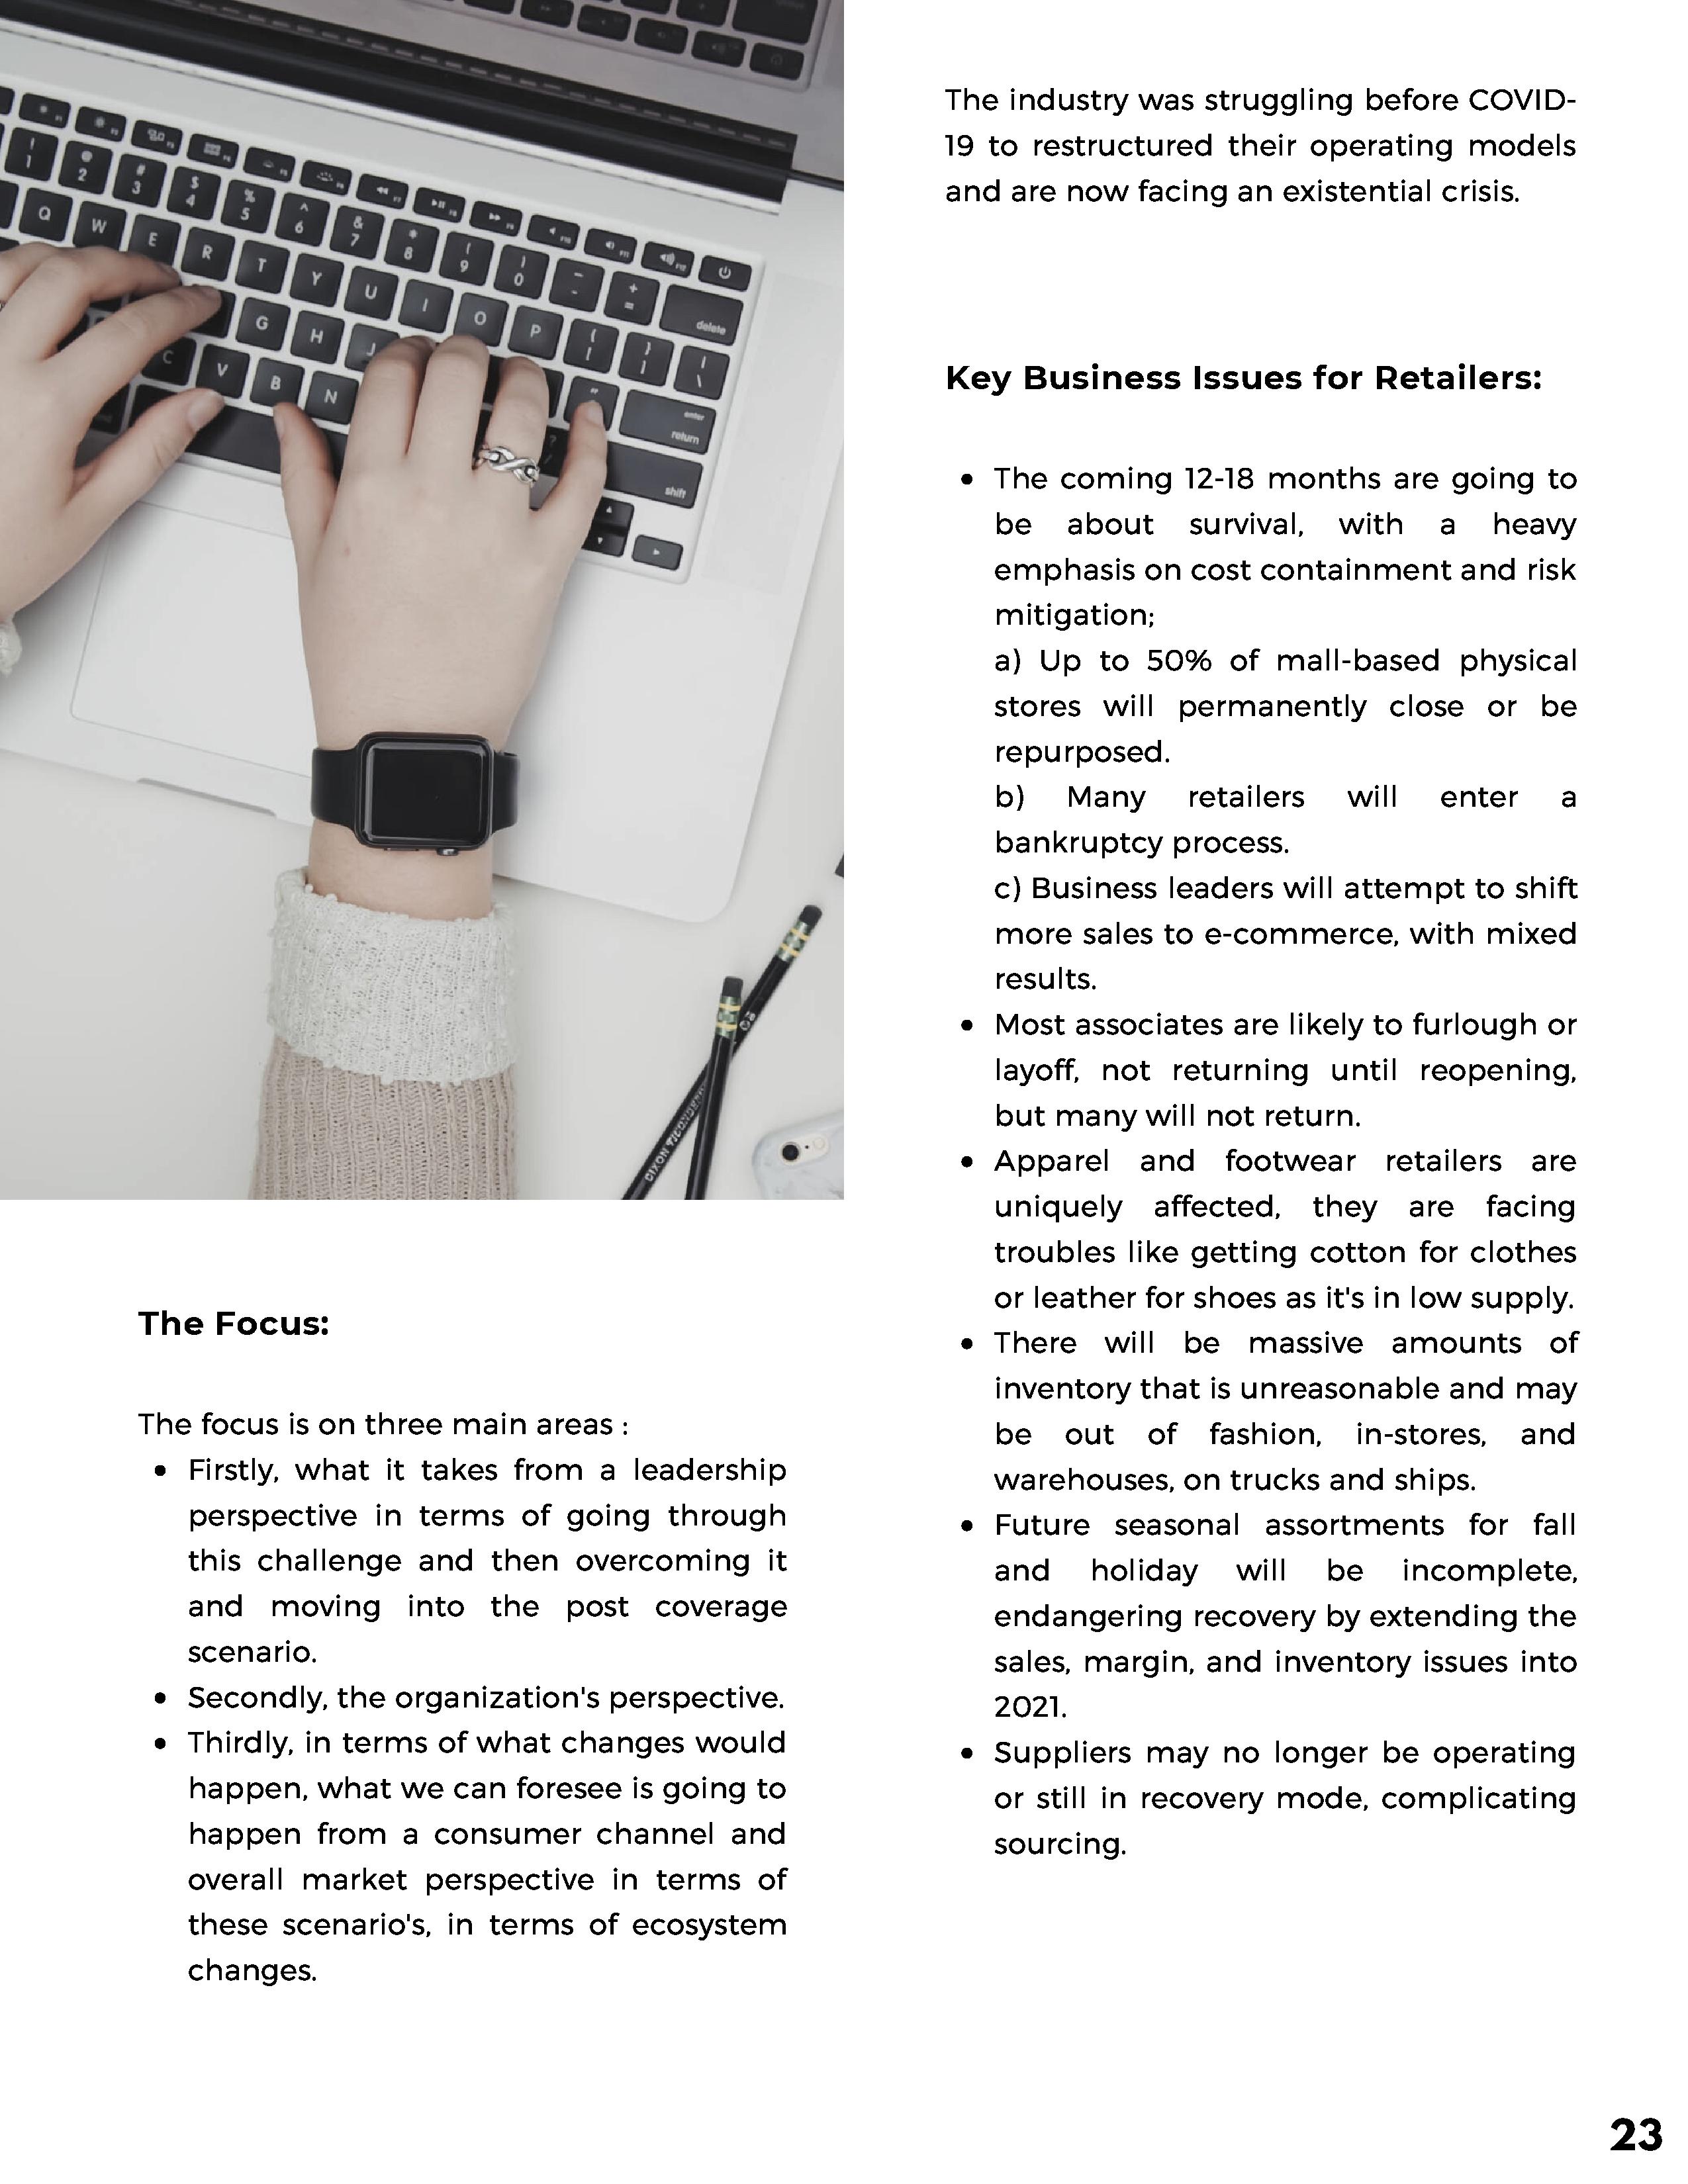 The Focus:
The focus is on three main areas :
• Firstly, what it takes from a leadership
perspective in terms of going through
this challenge and then overcoming it
and moving into the post coverage
scenario.
• Secondly, the organization's perspective.
• Thirdly, in terms of what changes would
happen, what we can foresee is going to
happen from a consumer channel and
overall market perspective in terms of
these scenario's, in terms of ecosystem
changes.
The industry was struggling before COVID-
19 to restructured their operating models
and are now facing an existential crisis.
Key Business Issues for Retailers:
• The coming 12-18 months are going to
be about survival, with a heavy
emphasis on cost containment and risk
mitigation;
a) Up to 50% of mall-based physical
stores will permanently close or be
repurposed.
b) Many retailers will enter a
bankruptcy process.
c) Business leaders will attempt to shift
more sales to e-commerce, with mixed
results.
• Most associates are likely to furlough or
layoff, not returning until reopening,
but many will not return.
• Apparel and footwear retailers are
uniquely affected, they are facing
troubles like getting cotton for clothes
or leather for shoes as it's in low supply.
• There will be massive amounts of
inventory that is unreasonable and may
be out of fashion, in-stores, and
warehouses, on trucks and ships.
• Future seasonal assortments for fall
and holiday will be incomplete,
endangering recovery by extending the
sales, margin, and inventory issues into
2021.
• Suppliers may no longer be operating
or still in recovery mode, complicating
sourcing.
23